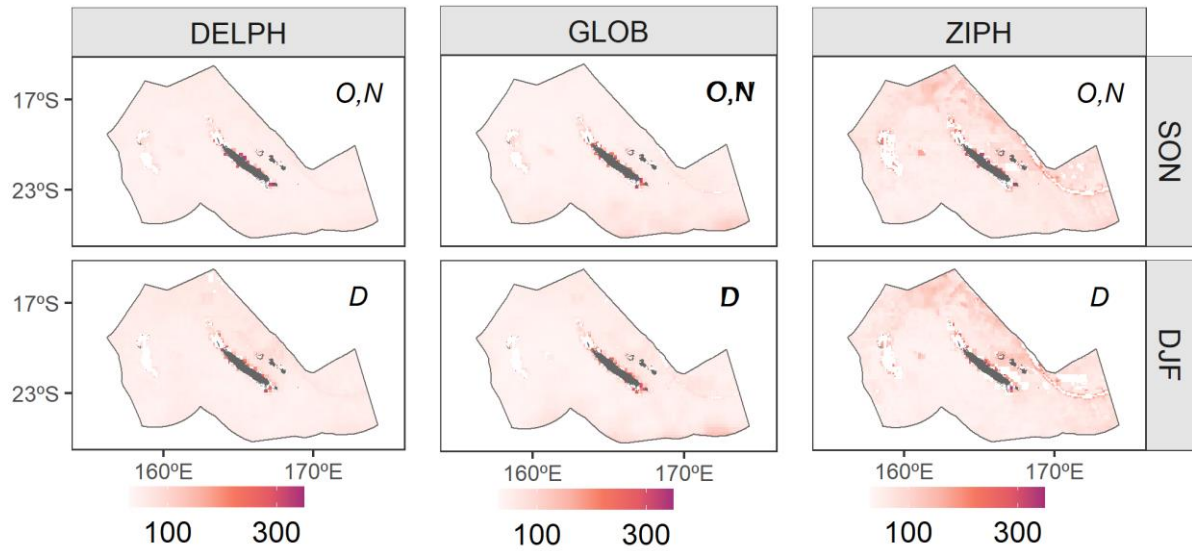 DELPH GLOB ZIPH
17ºS O,N O,N O,N SON
23ºS
17ºS D D D DJF
23ºS
160ºE 170ºE 160ºE 170ºE 160ºE 170ºE
100 300 100 300 100 300